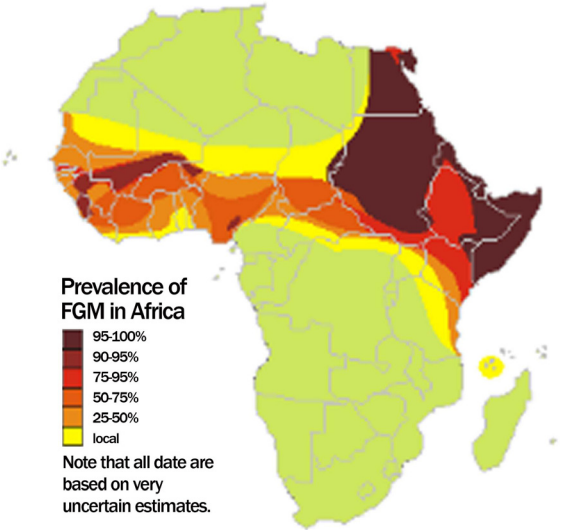 Prevalence of
FGM in Africa
95-100%
90-95%
75-95%
50-75%
25-50%
local
Note that all date are
based on very
uncertain estimates.